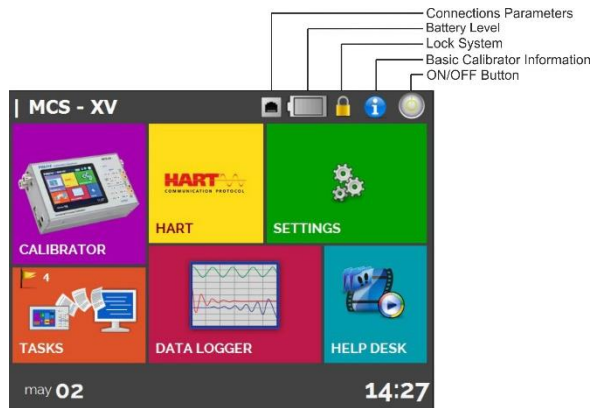 Connections Parameters
Battery Level
Lock System
Basic Calibrator Information
ON/OFF Button
| MCS - XV
HART
COMMUNICATION PROTOCOL
CALIBRATOR
HART
SETTINGS
4
TASKS
DATA LOGGER
HELP DESK
may 02
14:27